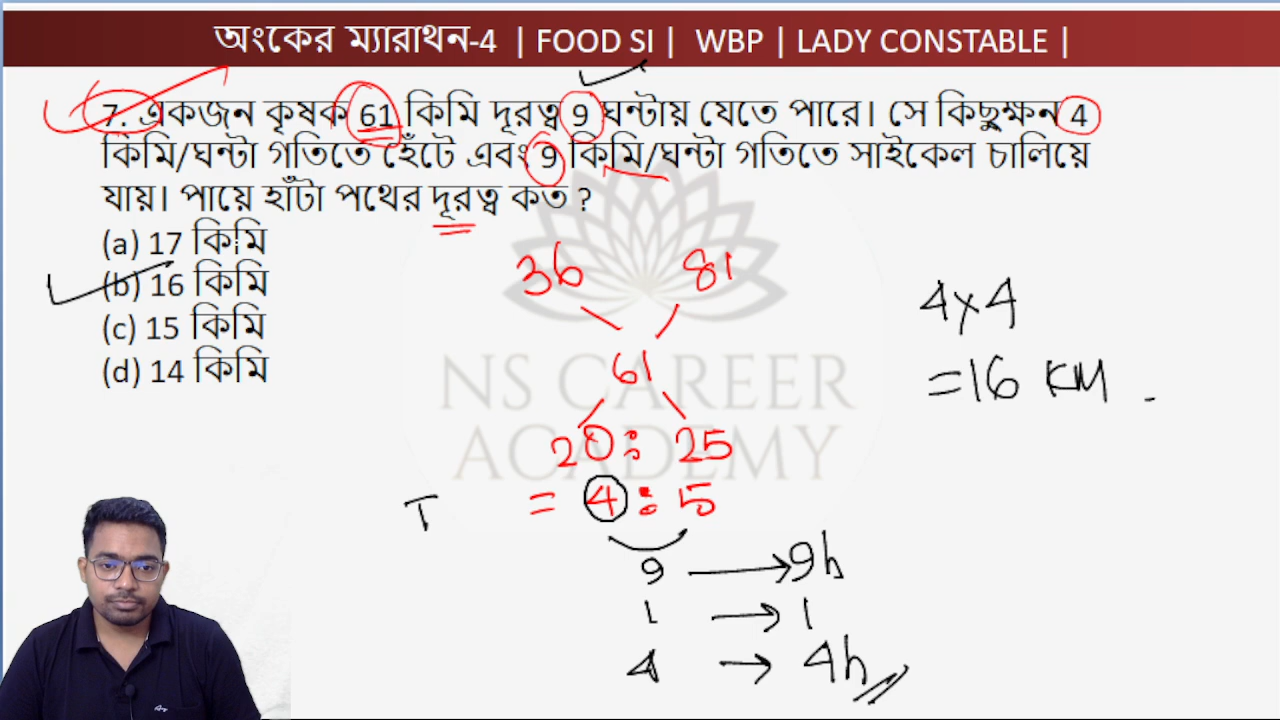 অংকের ম্যারাথন-4 | FOOD SI | WBP | LADY CONSTABLE |
7. একজন কৃষক 61 কিমি দূরত্ব 9 ঘন্টায় যেতে পারে। সে কিছুক্ষন 4
কিমি/ঘন্টা গতিতে হেঁটে এবং 9 কিমি/ঘন্টা গতিতে সাইকেল চালিয়ে
যায়। পায়ে হাঁটা পথের দূরত্ব কত ?
(a) 17 কিমি
(b) 16 কিমি
(c) 15 কিমি
(d) 14 কিমি
36 81
61
20 : 25
T = 4 : 5
9 → 9h
1 → 1
4 → 4h
4x4
=16 KM .
NS CAREER
ACADEMY